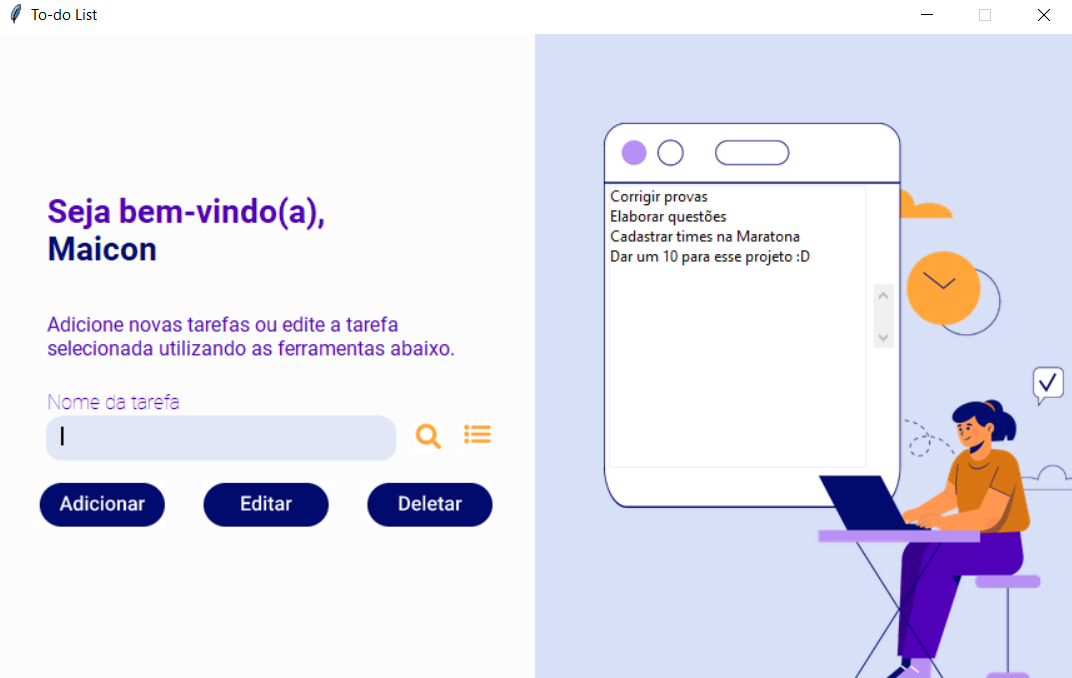 To-do List
Seja bem-vindo(a),
Maicon
Adicione novas tarefas ou edite a tarefa
selecionada utilizando as ferramentas abaixo.
Nome da tarefa
Adicionar
Editar
Deletar
Corrigir provas
Elaborar questões
Cadastrar times na Maratona
Dar um 10 para esse projeto :D